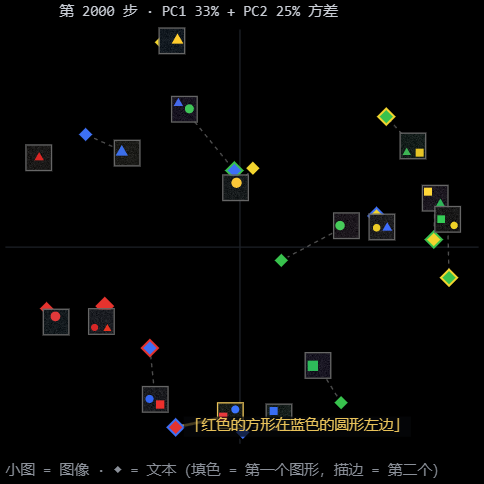 第 2000 步 · PC1 33% + PC2 25% 方差
「红色的方形在蓝色的圆形左边」
小图 = 图像 · ◆ = 文本 (填色 = 第一个图形, 描边 = 第二个)